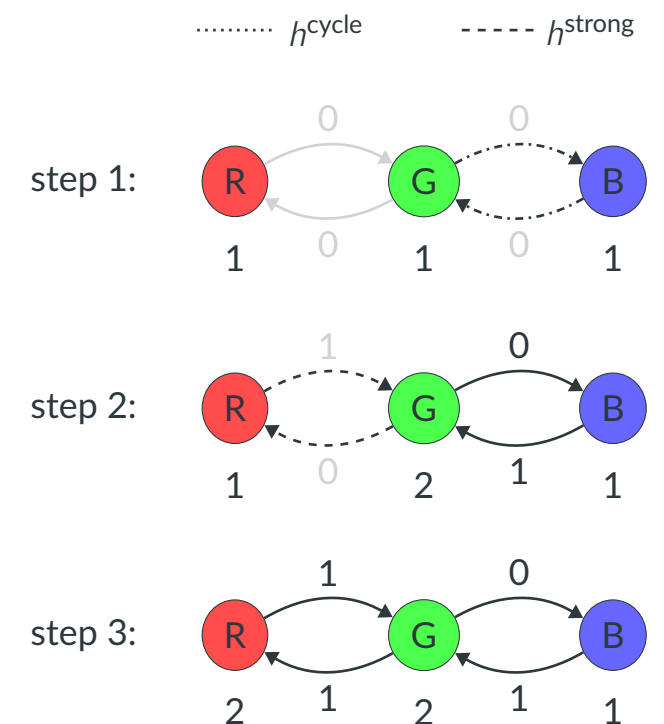 h^cycle h^strong
0 0
step 1: R G B
0 0
1 1 1
1 0
step 2: R G B
0 1
1 2 1
1 0
step 3: R G B
1 1
2 2 1